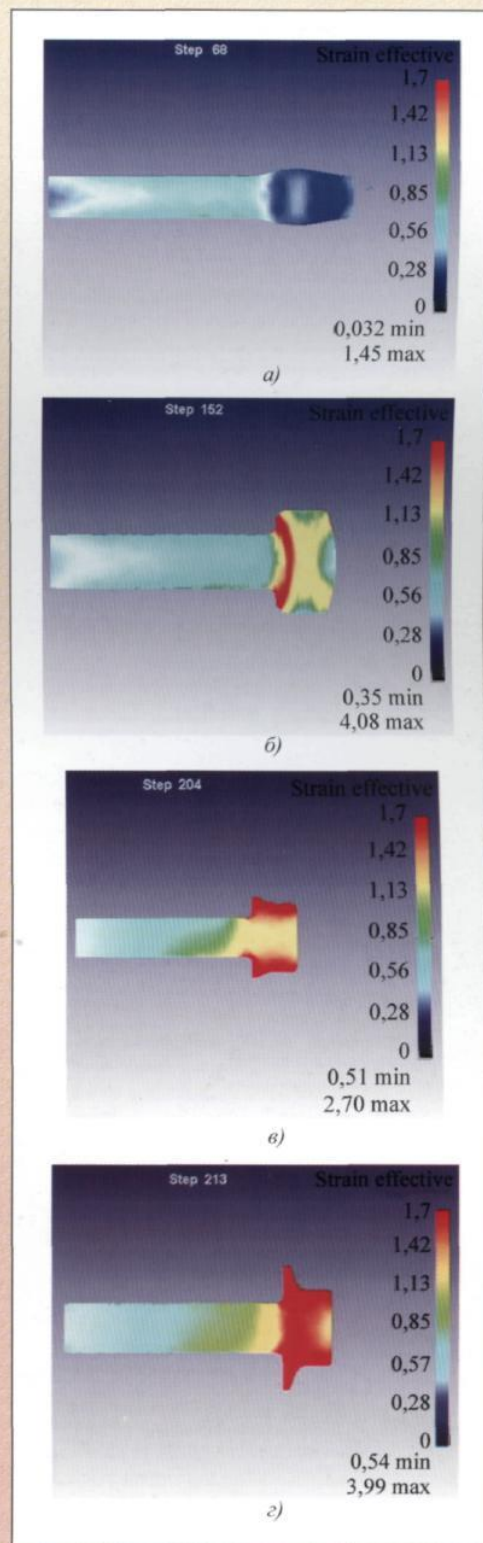 Step 68
Strain effective
1,7
1,42
1,13
0,85
0,56
0,28
0
0,032 min
1,45 max
а)
Step 152
Strain effective
1,7
1,42
1,13
0,85
0,56
0,28
0
0,35 min
4,08 max
б)
Step 204
Strain effective
1,7
1,42
1,13
0,85
0,56
0,28
0
0,51 min
2,70 max
в)
Step 213
Strain effective
1,7
1,42
1,13
0,85
0,57
0,28
0
0,54 min
3,99 max
г)